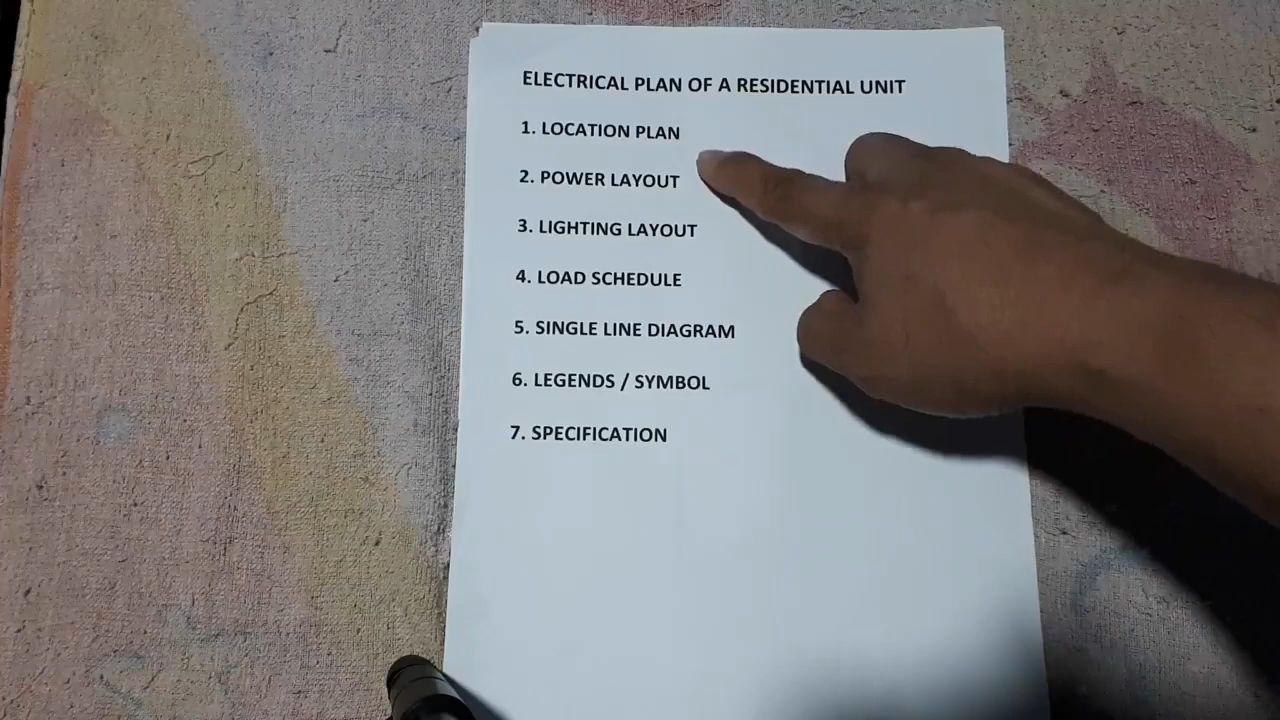 ELECTRICAL PLAN OF A RESIDENTIAL UNIT
1. LOCATION PLAN
2. POWER LAYOUT
3. LIGHTING LAYOUT
4. LOAD SCHEDULE
5. SINGLE LINE DIAGRAM
6. LEGENDS / SYMBOL
7. SPECIFICATION